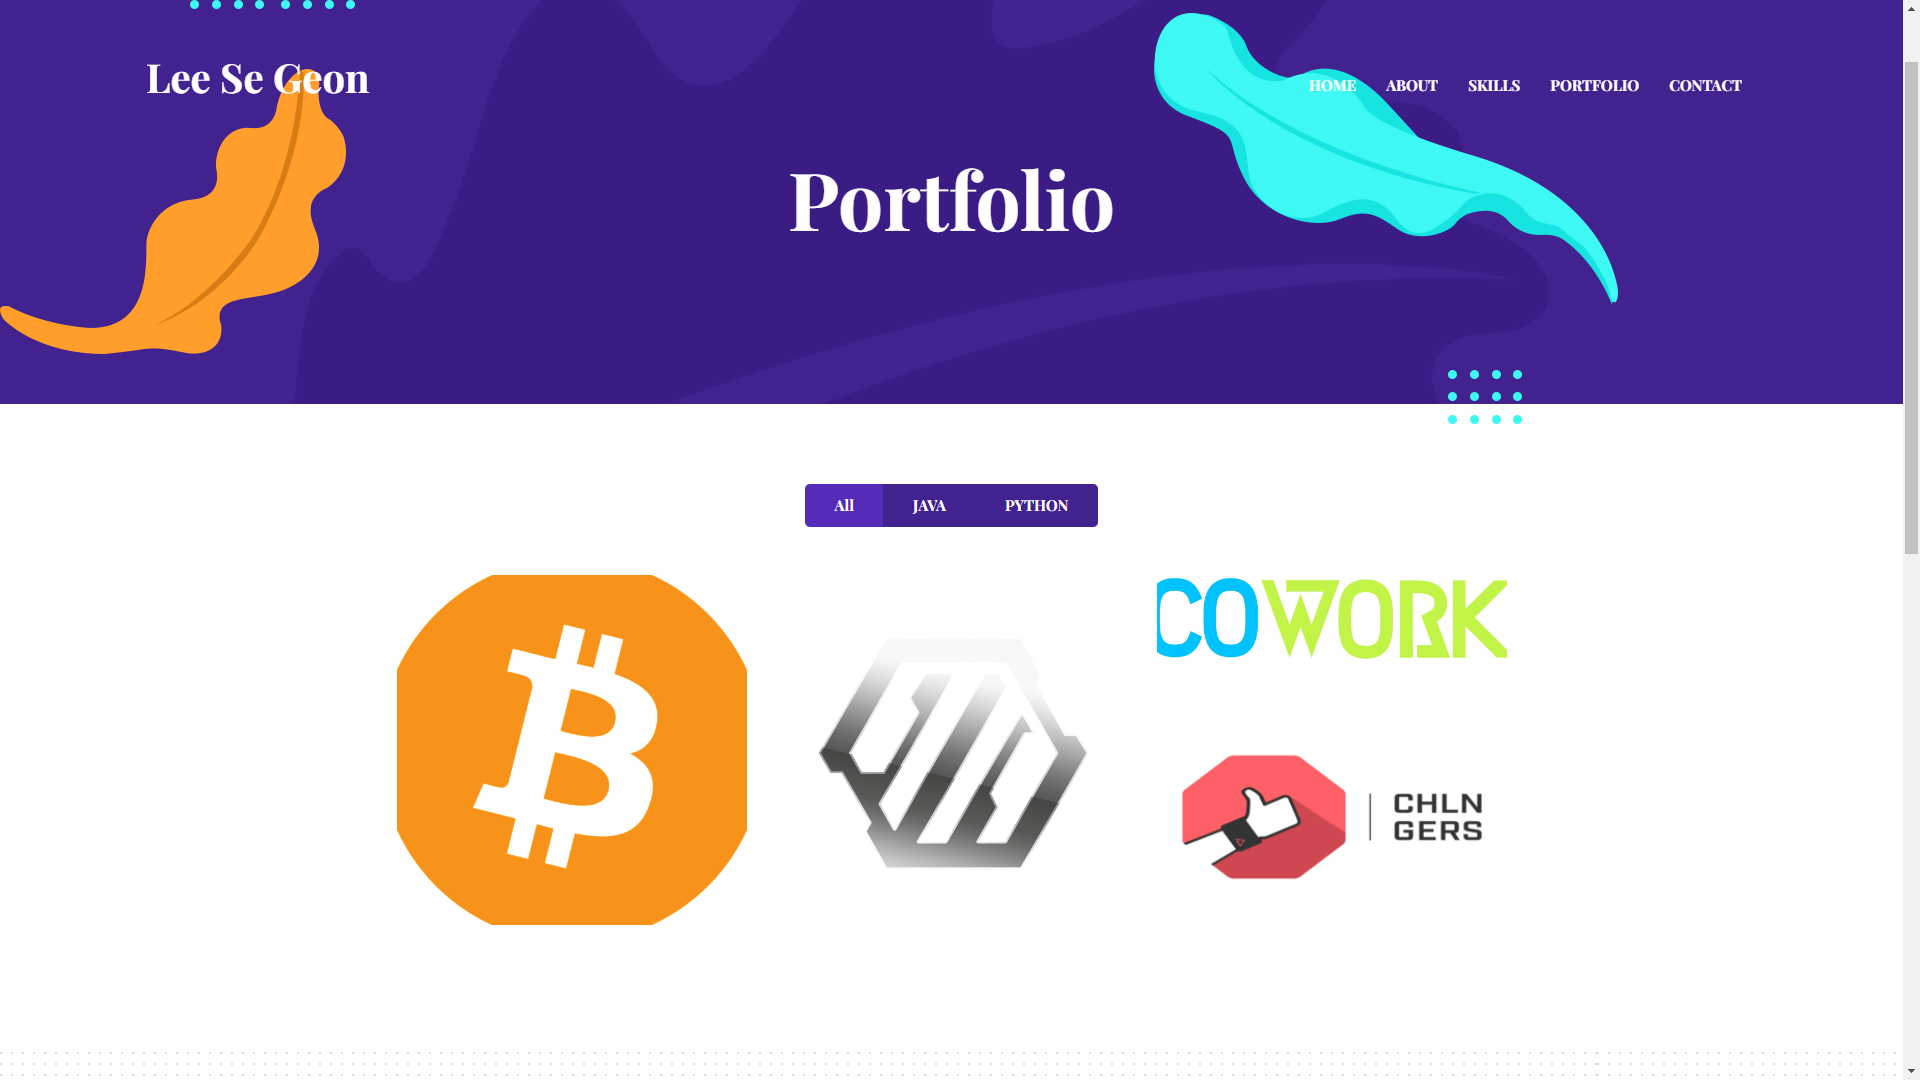 Lee Se Geon
HOME ABOUT SKILLS PORTFOLIO CONTACT
Portfolio
All JAVA PYTHON
COWORK
CHLN
GERS